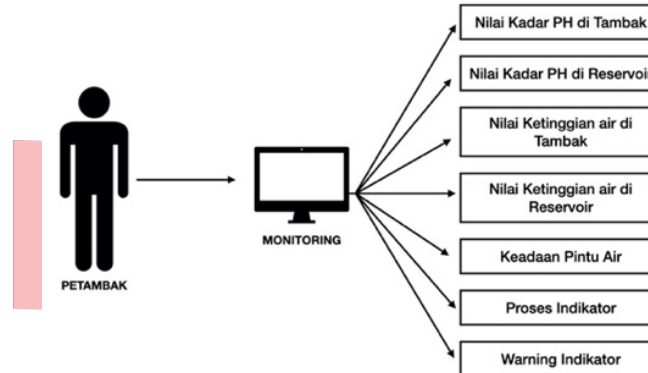 Nilai Kadar PH di Tambak
Nilai Kadar PH di Reservoir
Nilai Ketinggian air di
Tambak
Nilai Ketinggian air di
Reservoir
MONITORING
Keadaan Pintu Air
PETAMBAK
Proses Indikator
Warning Indikator